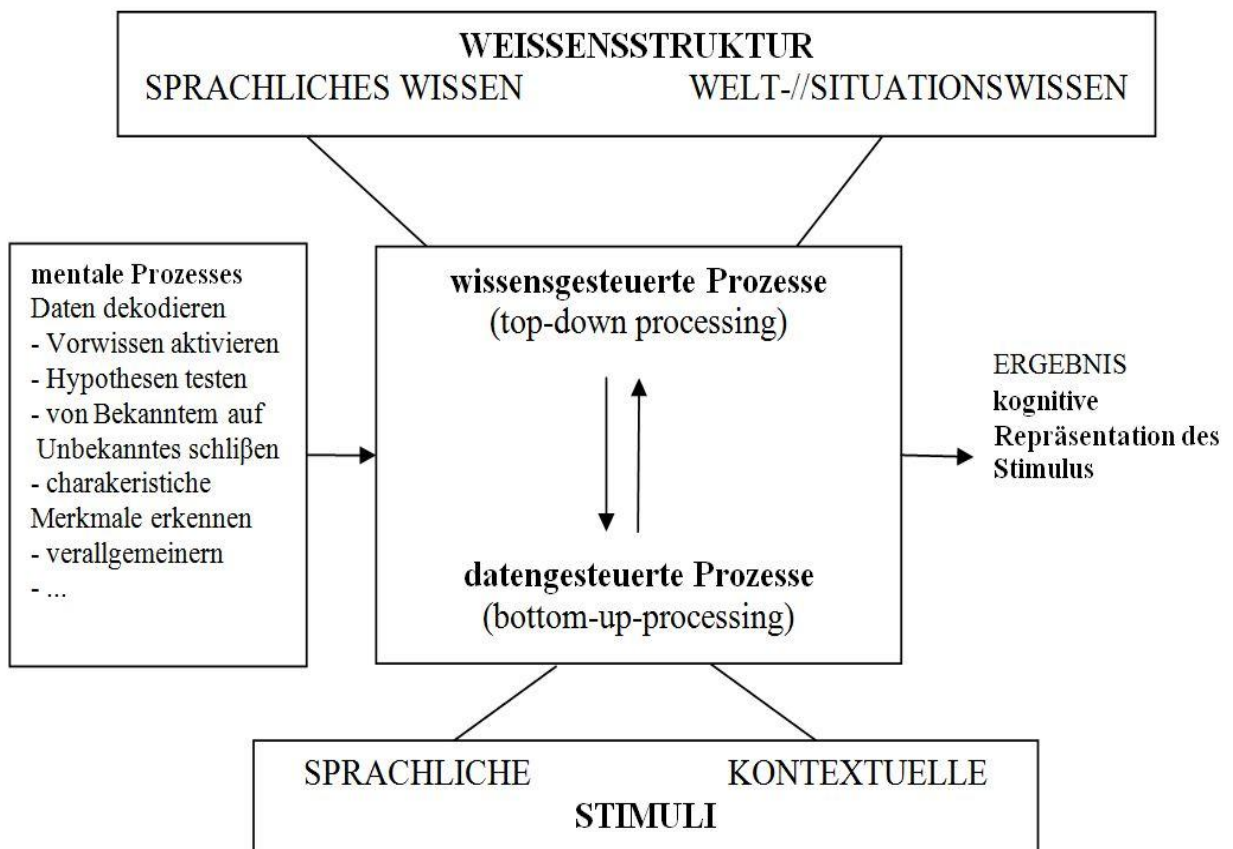 WEISSENSSTRUKTUR
SPRACHLICHES WISSEN WELT-//SITUATIONSWISSEN
mentale Prozesses
Daten dekodieren
- Vorwissen aktivieren
- Hypothesen testen
- von Bekanntem auf
Unbekanntes schlißen
- charakeristiche
Merkmale erkennen
- verallgemeinern
- ...
wissensgesteuerte Prozesse
(top-down processing)
datengesteuerte Prozesse
(bottom-up-processing)
ERGEBNIS
kognitive
Repräsentation des
Stimulus
SPRACHLICHE KONTEXTUELLE
STIMULI